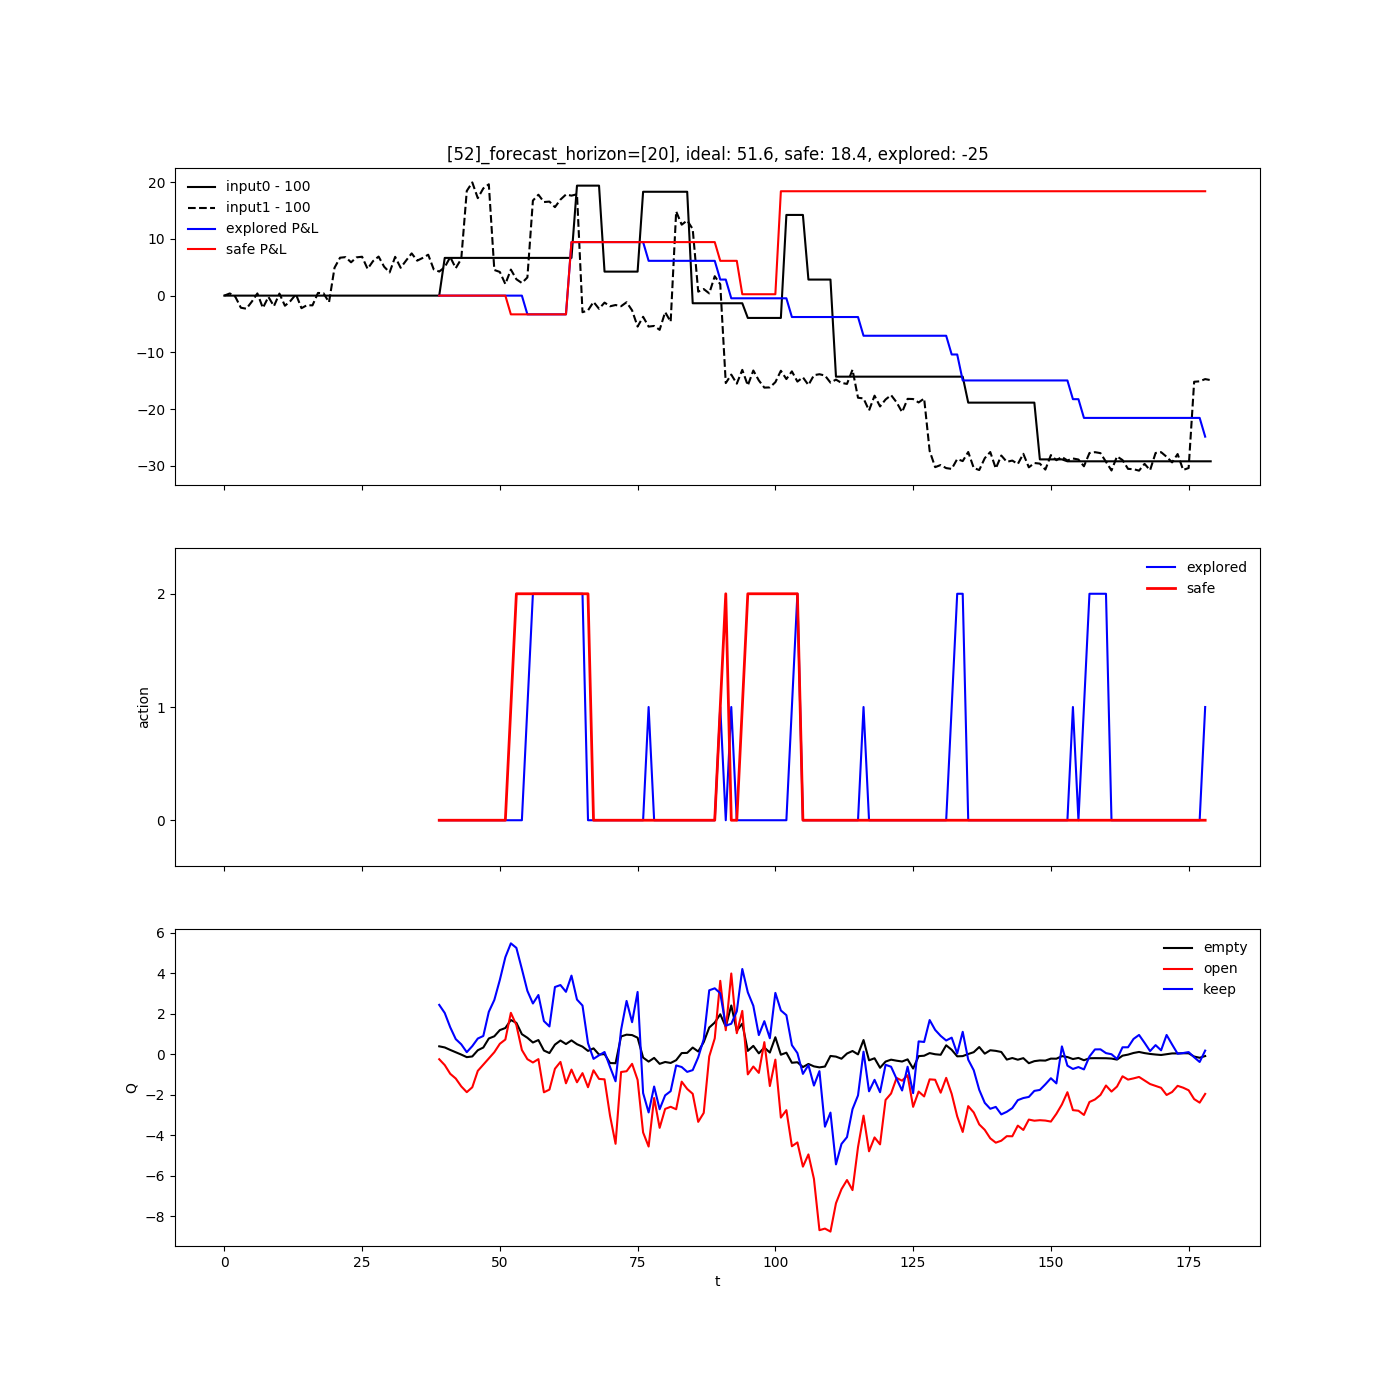 [52]_forecast_horizon=[20], ideal: 51.6, safe: 18.4, explored: -25
input0 - 100
input1 - 100
explored P&L
safe P&L
20
10
0
−10
−20
−30
explored
safe
action
2
1
0
empty
open
keep
Q
6
4
2
0
−2
−4
−6
−8
0 25 50 75 100 125 150 175
t